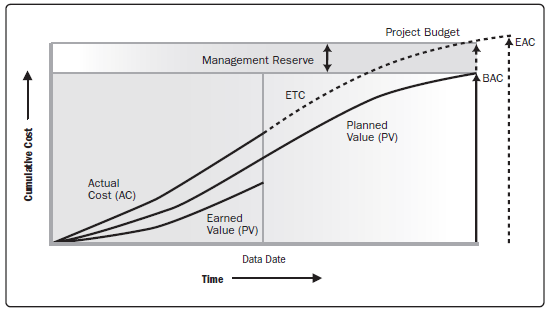 Project Budget
EAC
Management Reserve
BAC
ETC
Planned
Value (PV)
Cumulative Cost
Actual
Cost (AC)
Earned
Value (PV)
Data Date
Time